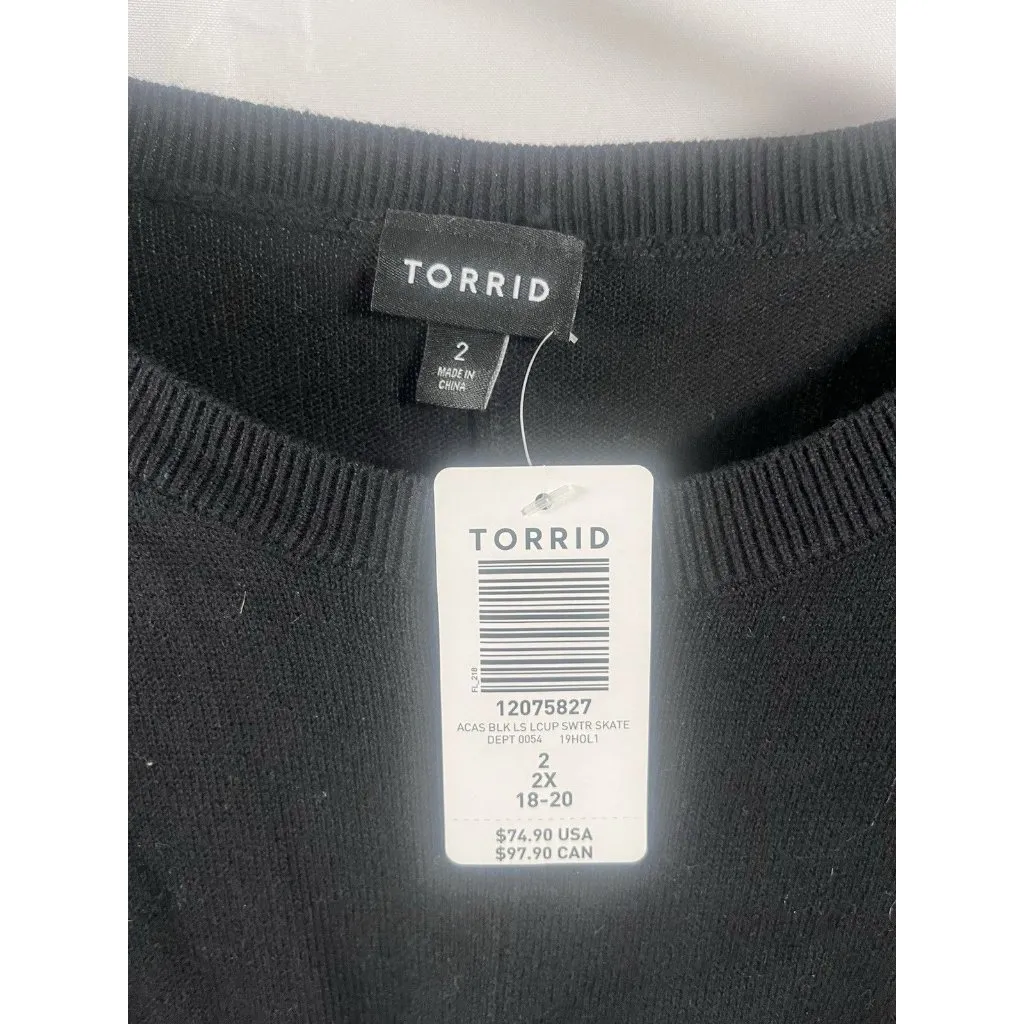 TORRID
2
MADE IN
CHINA
TORRID
FL_218
12075827
ACAS BLK LS LCUP SWTR SKATE
DEPT 0054 19HOL1
2
2X
18-20
$74.90 USA
$97.90 CAN